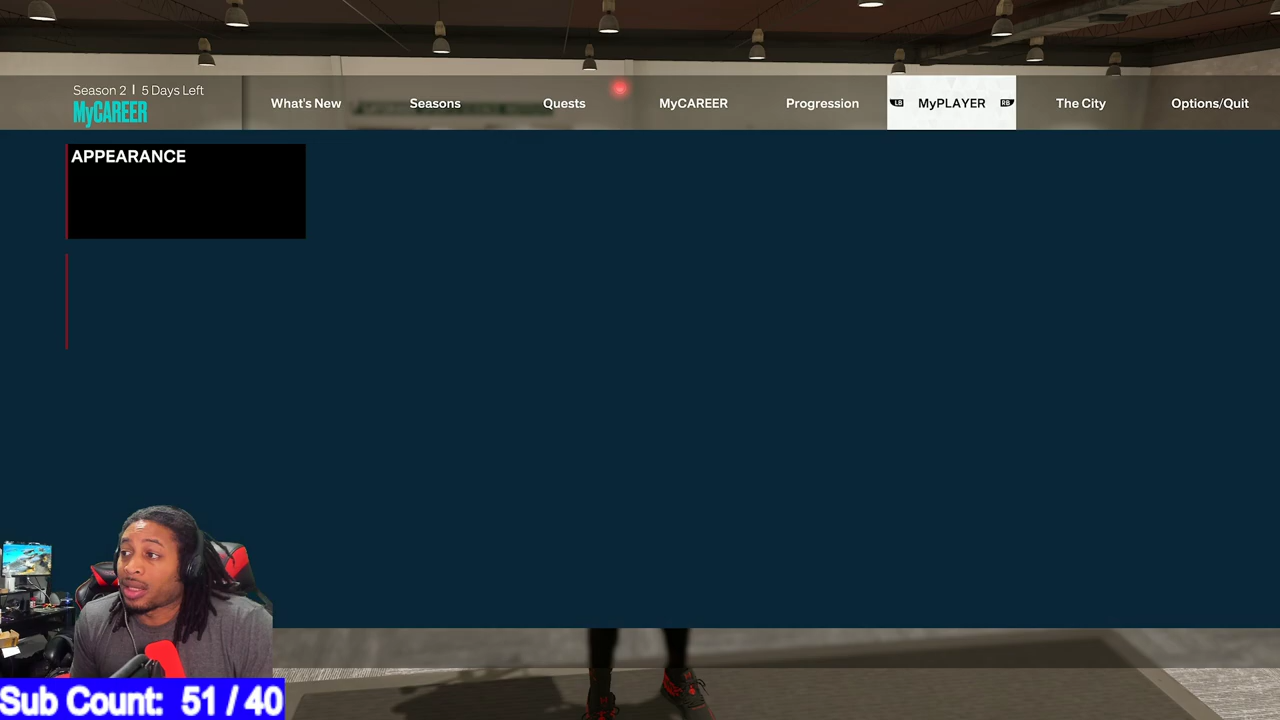 Season 2 | 5 Days Left
MyCAREER
What's New
Seasons
Quests
MyCAREER
Progression
LB MyPLAYER RB
The City
Options/Quit
APPEARANCE
Sub Count: 51 / 40